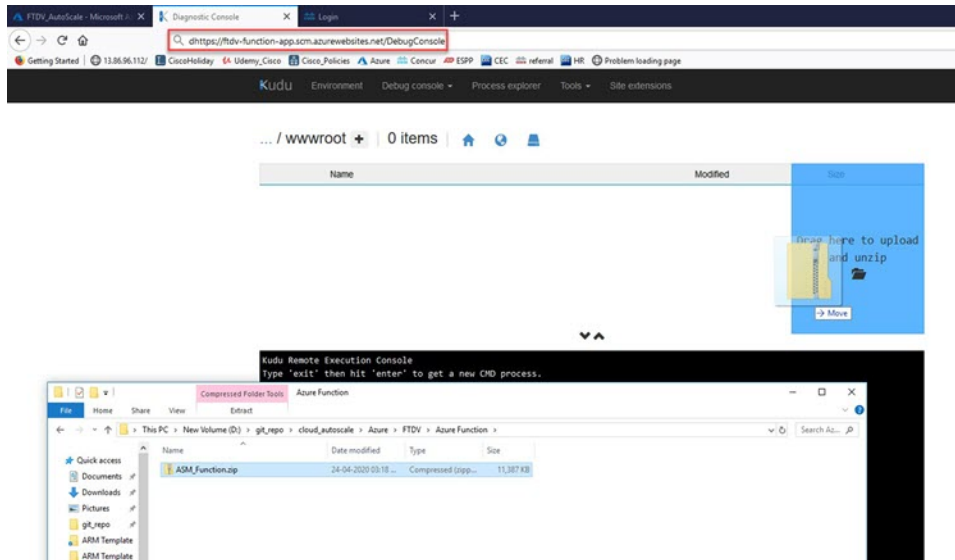 FTDV_AutoScale - Microsoft A
Diagnostic Console
Login
dhttps://ftdv-function-app.scm.azurewebsites.net/DebugConsole
Getting Started
13.86.96.112/
CiscoHoliday
Udemy_Cisco
Cisco_Policies
Azure
Concur
ESPP
CEC
referral
HR
Problem loading page
Kudu Environment Debug console Process explorer Tools Site extensions
... / wwwroot + | 0 items
Name Modified Size
Drag here to upload
and unzip
Move
Kudu Remote Execution Console
Type 'exit' then hit 'enter' to get a new CMD process.
Compressed Folder Tools Azure Function
File Home Share View Extract
This PC > New Volume (D:) > git_repo > cloud_autoscale > Azure > FTDV > Azure Function >
Search Az...
Name Date modified Type Size
Quick access
ASM_Function.zip 24-04-2020 03:18 ... Compressed (zipp... 11,387 KB
Documents
Downloads
Pictures
git_repo
ARM Template
ARM Template